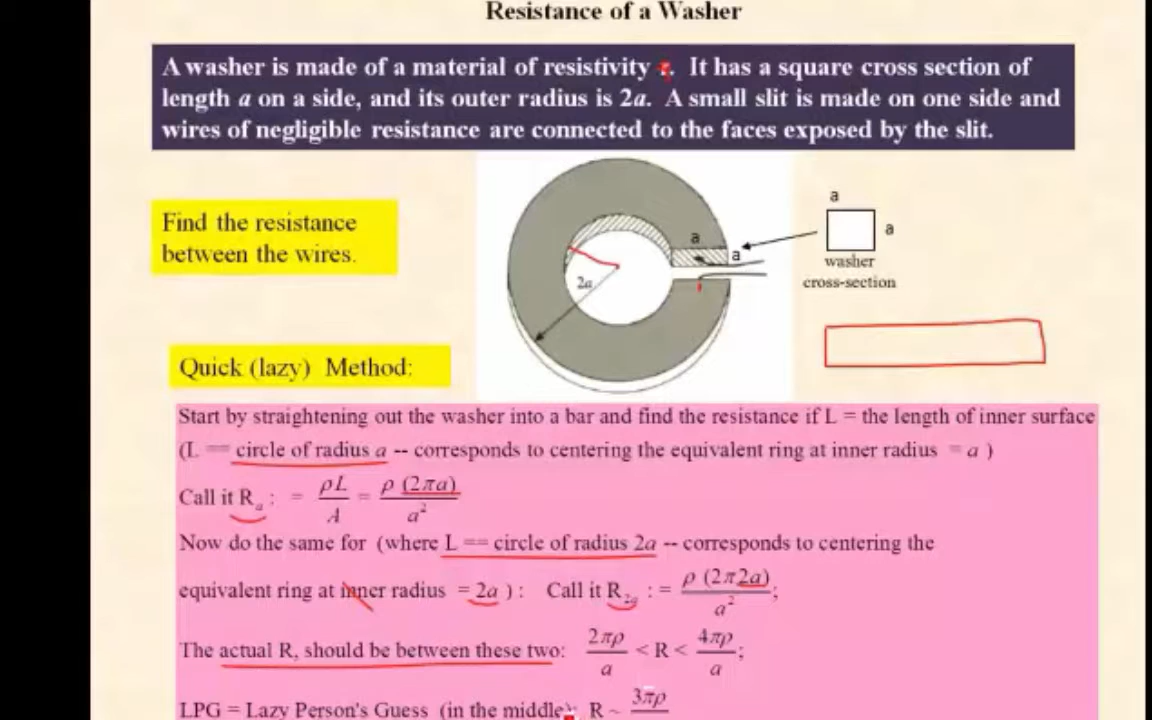 Resistance of a Washer
A washer is made of a material of resistivity . It has a square cross section of
length a on a side, and its outer radius is 2a. A small slit is made on one side and
wires of negligible resistance are connected to the faces exposed by the slit.
Find the resistance
between the wires.
a
a
2a
a
a
washer
cross-section
Quick (lazy) Method:
Start by straightening out the washer into a bar and find the resistance if L = the length of inner surface
(L == circle of radius a -- corresponds to centering the equivalent ring at inner radius = a )
Call it Rₐ : = ρL/A = ρ (2πa)/a²
Now do the same for (where L == circle of radius 2a -- corresponds to centering the
equivalent ring at inner radius = 2a ) : Call it R₂ₐ : = ρ (2π2a)/a²;
The actual R, should be between these two: 2πρ/a < R < 4πρ/a;
LPG = Lazy Person's Guess (in the middle): R ~ 3πρ